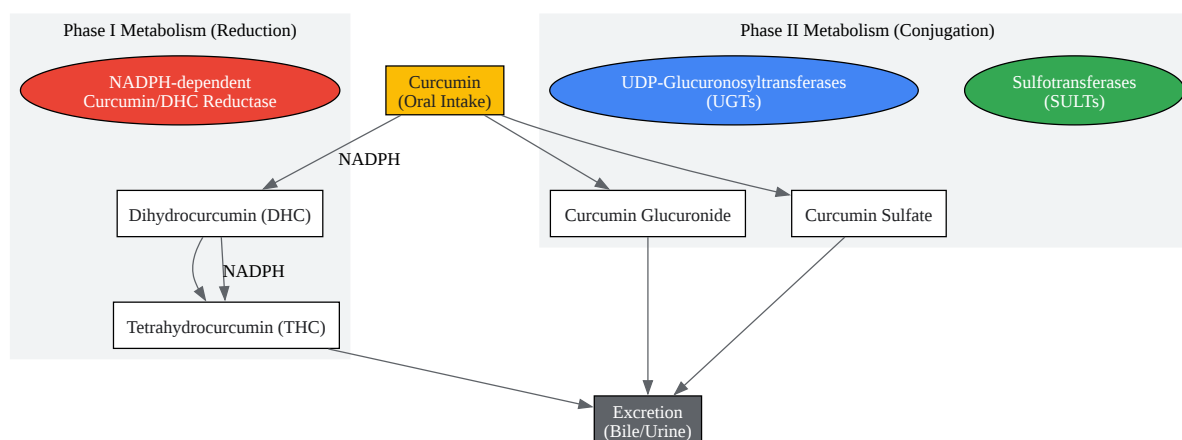 Phase I Metabolism (Reduction)
Phase II Metabolism (Conjugation)
NADPH-dependent
Curcumin/DHC Reductase
Curcumin
(Oral Intake)
UDP-Glucuronosyltransferases
(UGTs)
Sulfotransferases
(SULTs)
NADPH
Dihydrocurcumin (DHC)
Curcumin Glucuronide
Curcumin Sulfate
NADPH
Tetrahydrocurcumin (THC)
Excretion
(Bile/Urine)